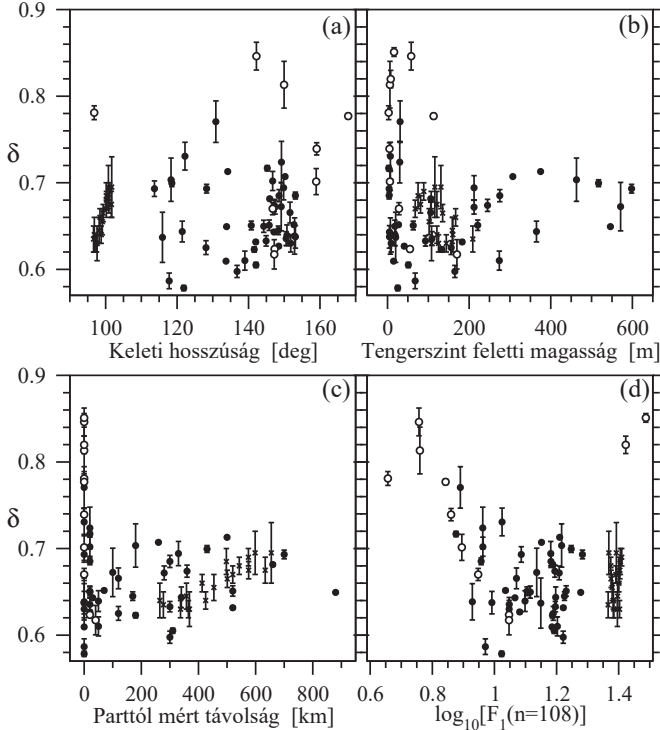 0.9
(a)
(b)
0.8
δ
0.7
0.6
100 120 140 160
0 200 400 600
Keleti hosszúság [deg]
Tengerszint feletti magasság [m]
0.9
(c)
(d)
0.8
δ
0.7
0.6
0 200 400 600 800
0.6 0.8 1.0 1.2 1.4
Parttól mért távolság [km]
log10[F1(n=108)]